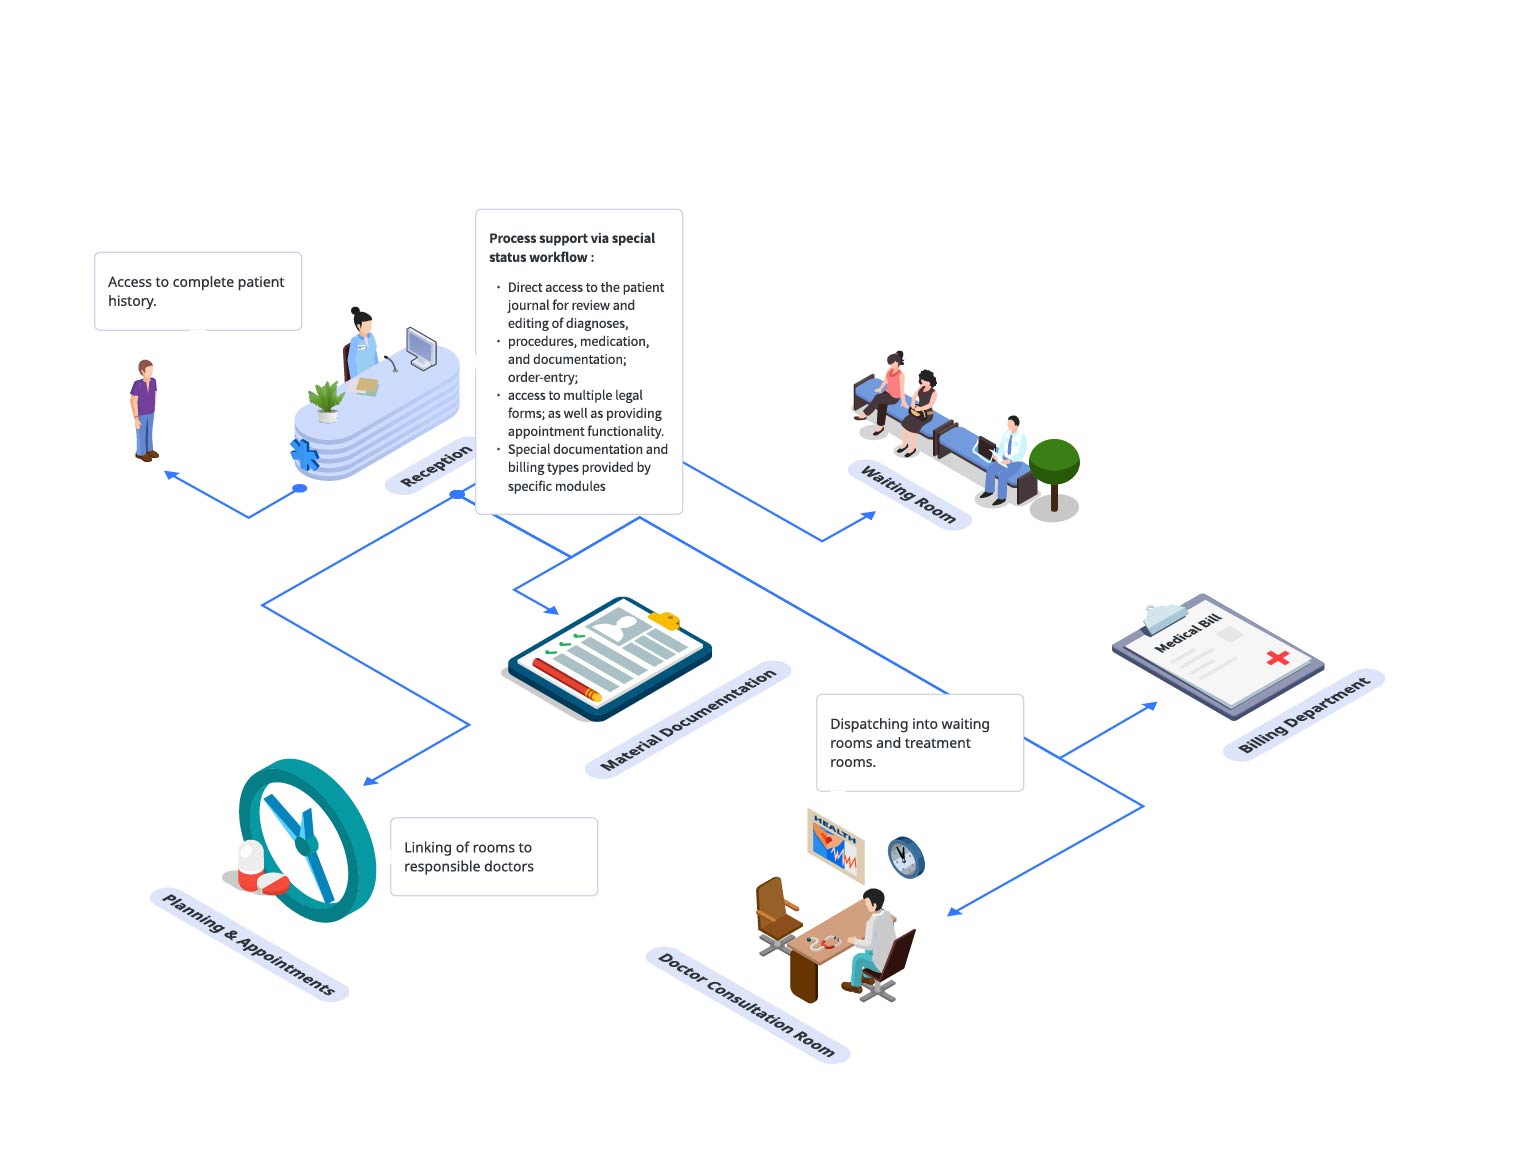 Access to complete patient
history.
Process support via special
status workflow :
· Direct access to the patient
journal for review and
editing of diagnoses,
· procedures, medication,
and documentation;
order-entry;
· access to multiple legal
forms; as well as providing
appointment functionality.
· Special documentation and
billing types provided by
specific modules
Reception
Waiting Room
Material Documenntation
Medical Bill
Billing Department
Dispatching into waiting
rooms and treatment
rooms.
Linking of rooms to
responsible doctors
Planning & Appointments
HEALTH
Doctor Consultation Room